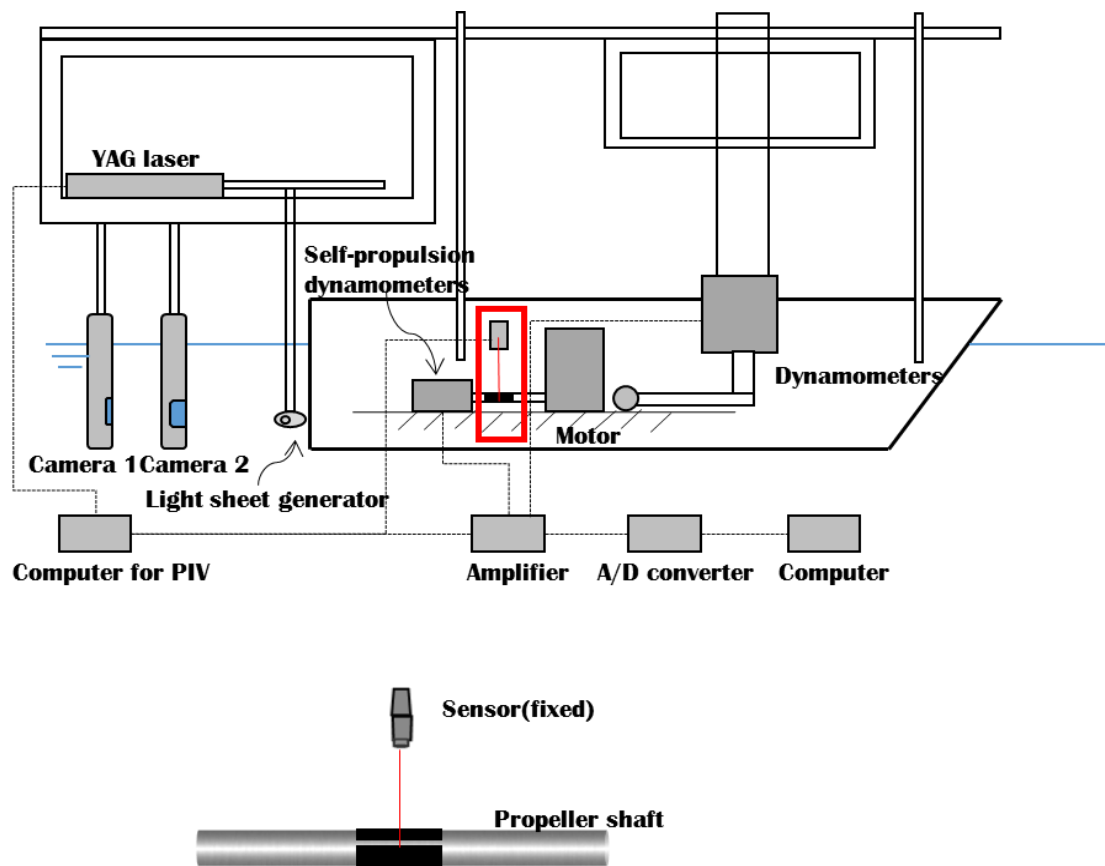 YAG laser
Self-propulsion
dynamometers
Dynamometers
Motor
Camera 1
Camera 2
Light sheet generator
Computer for PIV
Amplifier
A/D converter
Computer
Sensor(fixed)
Propeller shaft